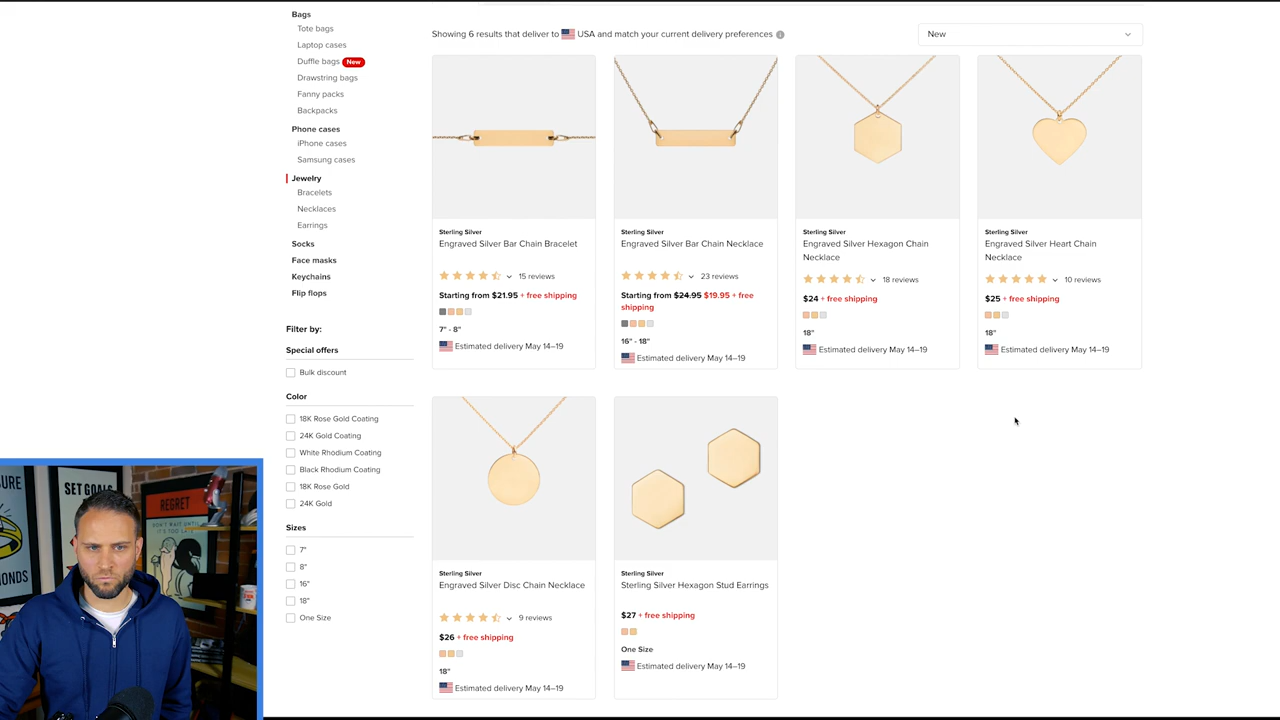 Bags
Tote bags
Laptop cases
Duffle bags New
Drawstring bags
Fanny packs
Backpacks
Phone cases
iPhone cases
Samsung cases
Jewelry
Bracelets
Necklaces
Earrings
Socks
Face masks
Keychains
Flip flops
Filter by:
Special offers
Bulk discount
Color
18K Rose Gold Coating
24K Gold Coating
White Rhodium Coating
Black Rhodium Coating
18K Rose Gold
24K Gold
Sizes
7"
8"
16"
18"
One Size
Showing 6 results that deliver to USA and match your current delivery preferences
New
Sterling Silver
Engraved Silver Bar Chain Bracelet
15 reviews
Starting from $21.95 + free shipping
7" - 8"
Estimated delivery May 14–19
Sterling Silver
Engraved Silver Bar Chain Necklace
23 reviews
Starting from $24.95 $19.95 + free
shipping
16" - 18"
Estimated delivery May 14–19
Sterling Silver
Engraved Silver Hexagon Chain
Necklace
18 reviews
$24 + free shipping
18"
Estimated delivery May 14–19
Sterling Silver
Engraved Silver Heart Chain
Necklace
10 reviews
$25 + free shipping
18"
Estimated delivery May 14–19
Sterling Silver
Engraved Silver Disc Chain Necklace
9 reviews
$26 + free shipping
18"
Estimated delivery May 14–19
Sterling Silver
Sterling Silver Hexagon Stud Earrings
$27 + free shipping
One Size
Estimated delivery May 14–19
SET GOALS
REGRET
DON'T WAIT UNTIL
IT'S TOO LATE